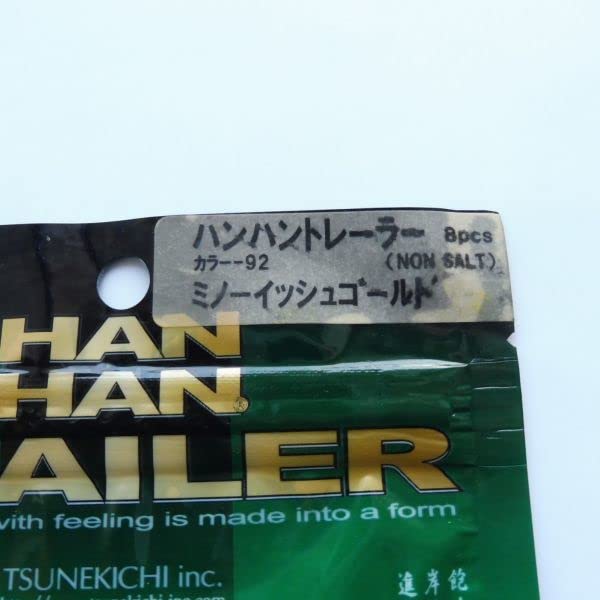 ハンハントレーラー 8pcs
カラー-92 (NON SALT)
ミノーイッシュゴールド
HAN
HAN®
AILER
with feeling is made into a form
TSUNEKICHI inc.
進岸飽